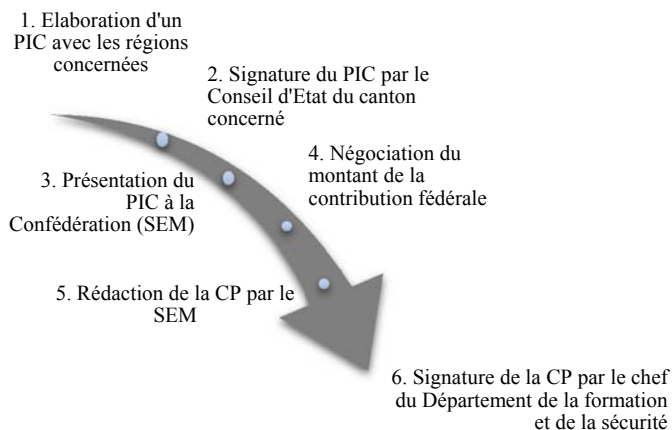 1. Elaboration d'un
PIC avec les régions
concernées
2. Signature du PIC par le
Conseil d'Etat du canton
concerné
3. Présentation du
PIC à la
Confédération (SEM)
4. Négociation du
montant de la
contribution fédérale
5. Rédaction de la CP par le
SEM
6. Signature de la CP par le chef
du Département de la formation
et de la sécurité